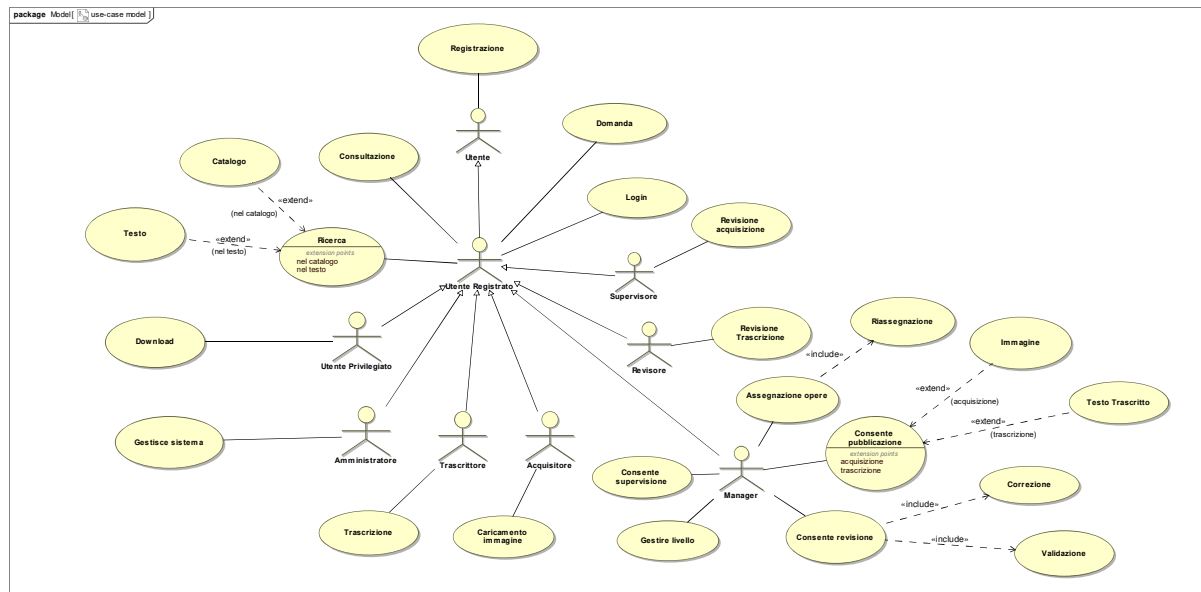 package Model[ use-case model ]
Registrazione
Utente
Domanda
Consultazione
Catalogo
«extend»
(nel catalogo)
Login
Testo
«extend»
(nel testo)
Ricerca
extension points
nel catalogo
nel testo
Utente Registrato
Revisione
acquisizione
Supervisore
Download
Utente Privilegiato
Revisore
Revisione
Trascrizione
Riassegnazione
«include»
Immagine
«extend»
(acquisizione)
Assegnazione opere
Testo Trascritto
«extend»
(trascrizione)
Consente
pubblicazione
extension points
acquisizione
trascrizione
Gestisce sistema
Amministratore
Trascrittore
Acquisitore
Consente
supervisione
Manager
Correzione
«include»
Trascrizione
Caricamento
immagine
Gestire livello
Consente revisione
«include»
Validazione